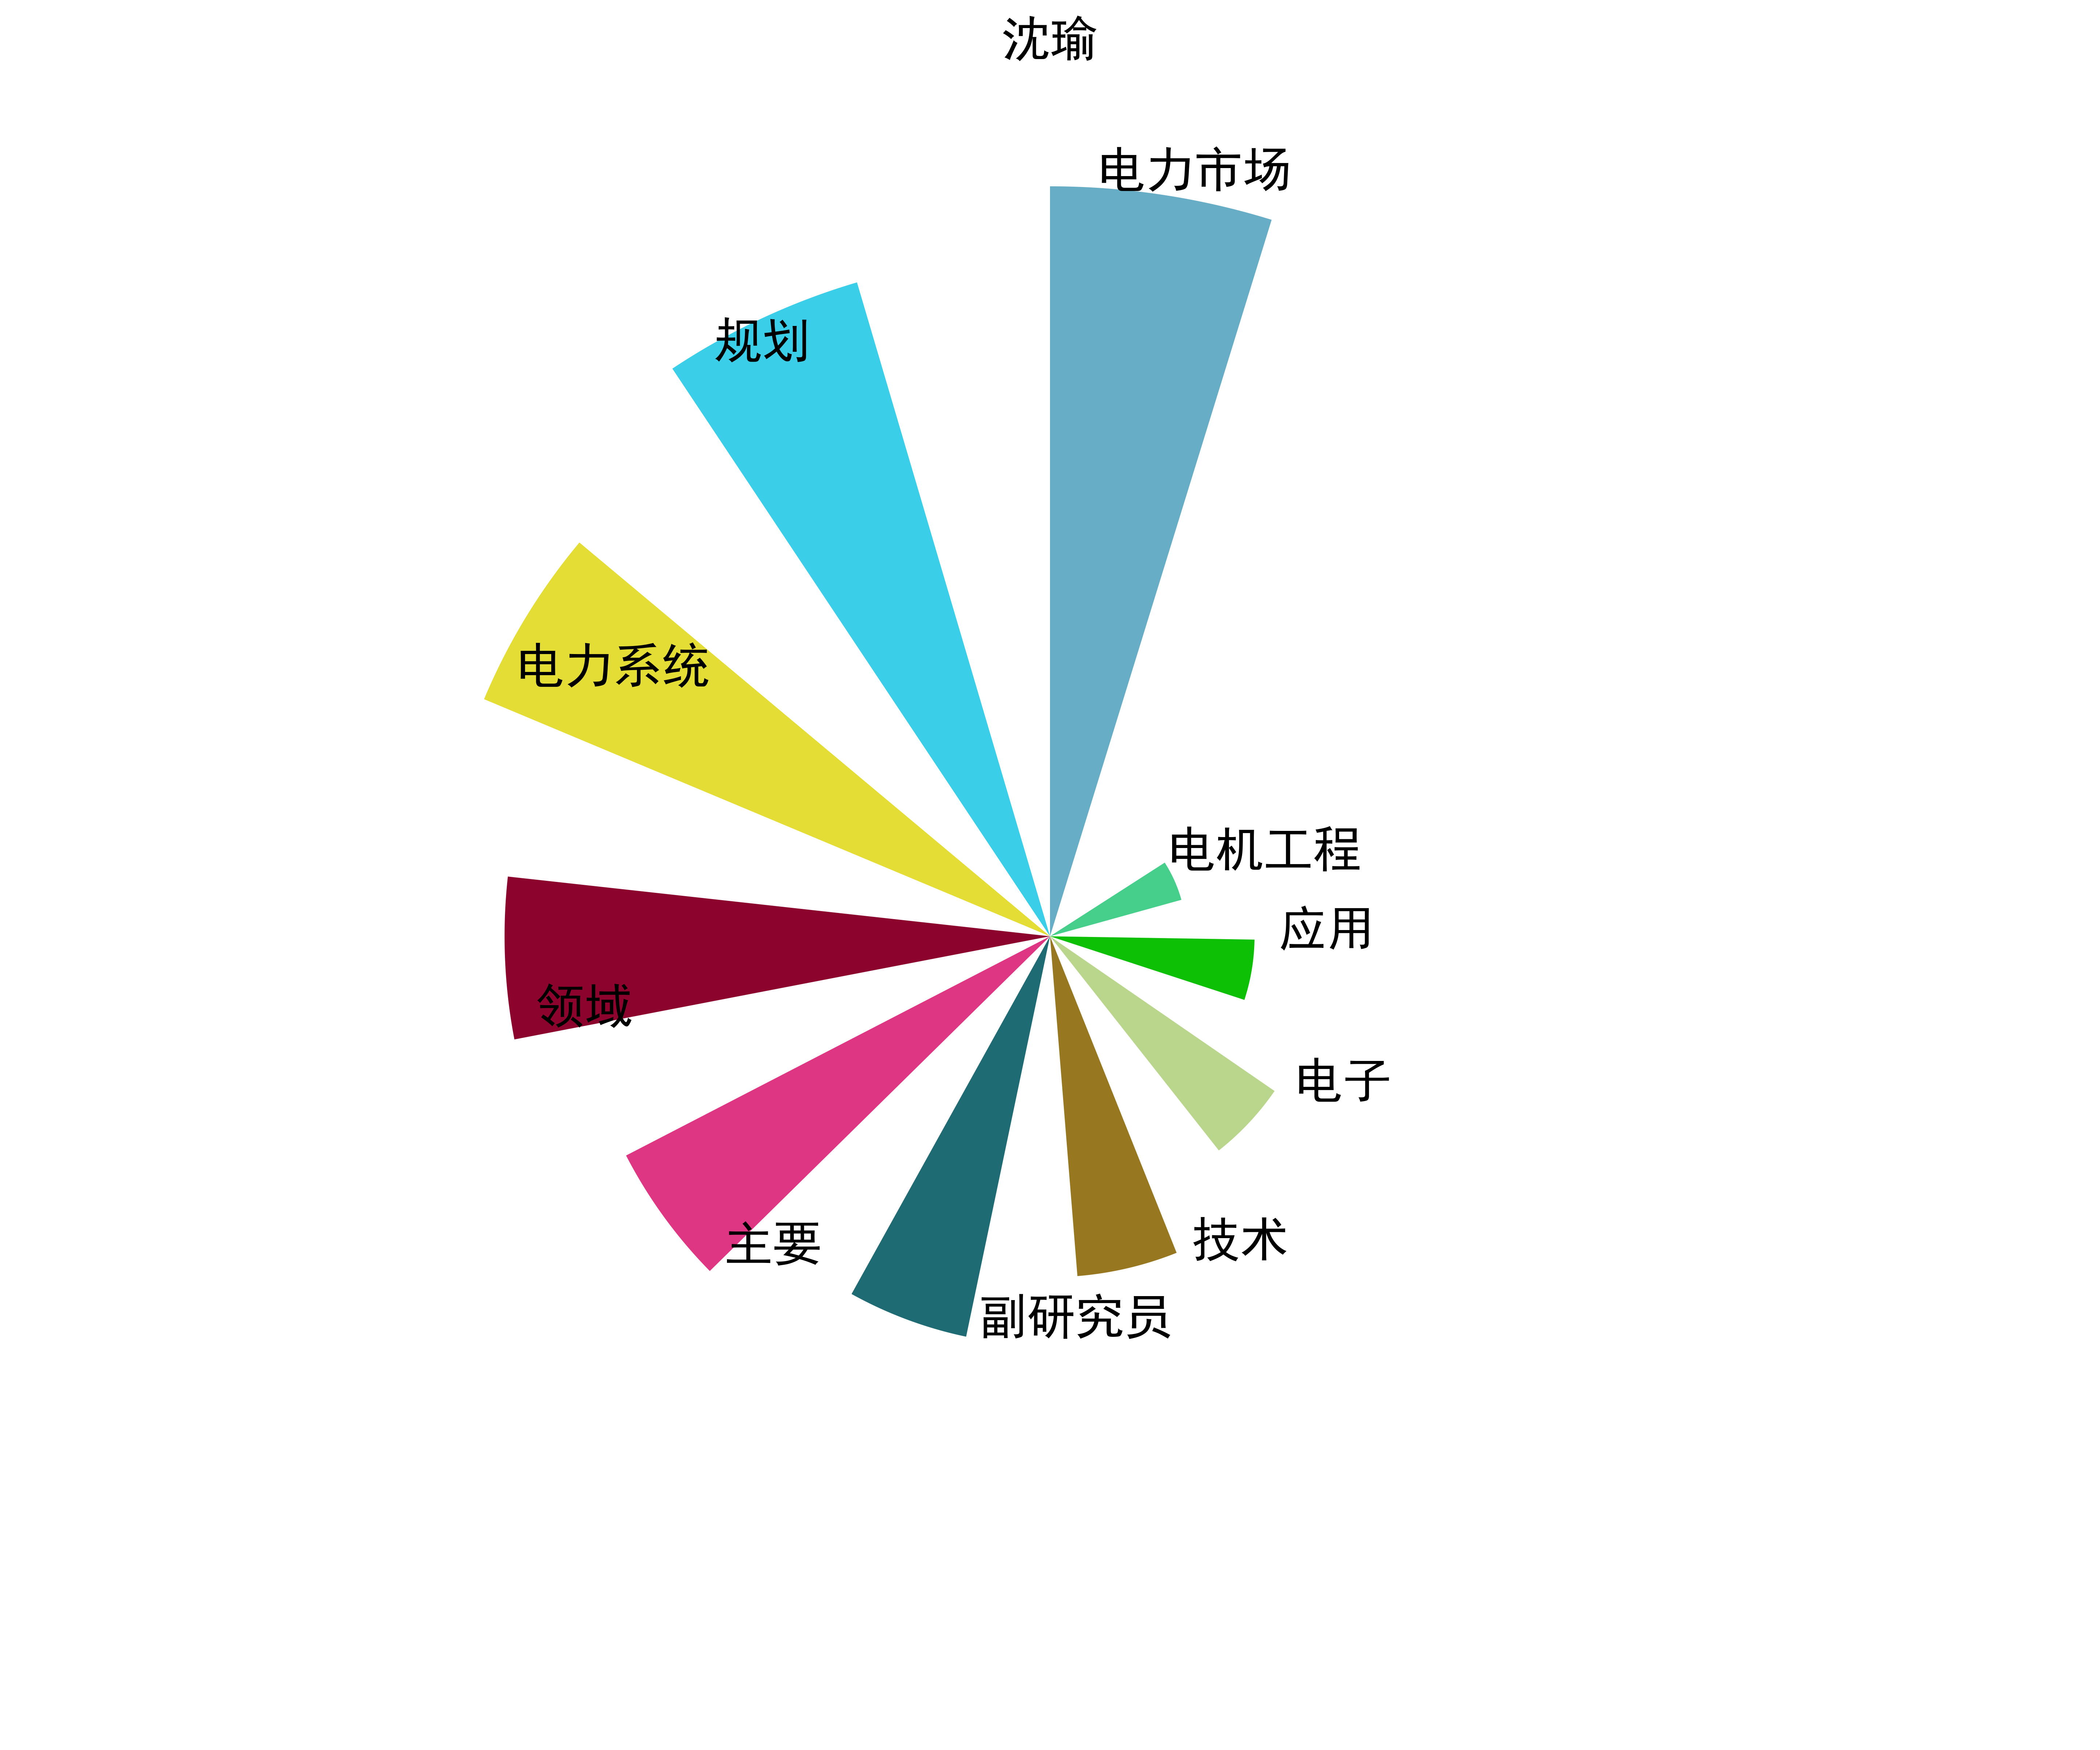 沈瑜
电力市场
规划
电力系统
电机工程
应用
领域
电子
技术
主要
副研究员